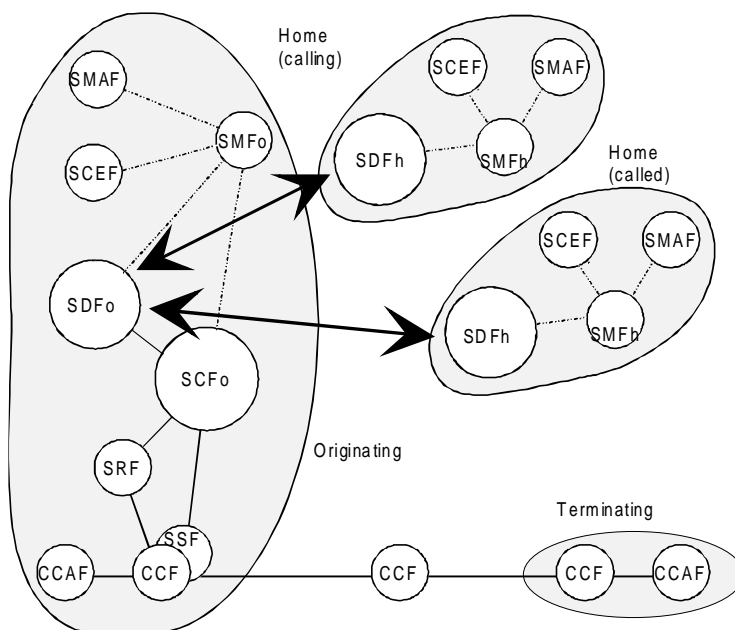 Home
(calling)
SMAF
SCEF
SMFo
SCEF
SMAF
SDFh
SMFh
Home
(called)
SCEF
SMAF
SDFh
SMFh
SDFo
SCFo
Originating
SRF
SSF
CCAF
CCF
CCF
Terminating
CCF
CCAF